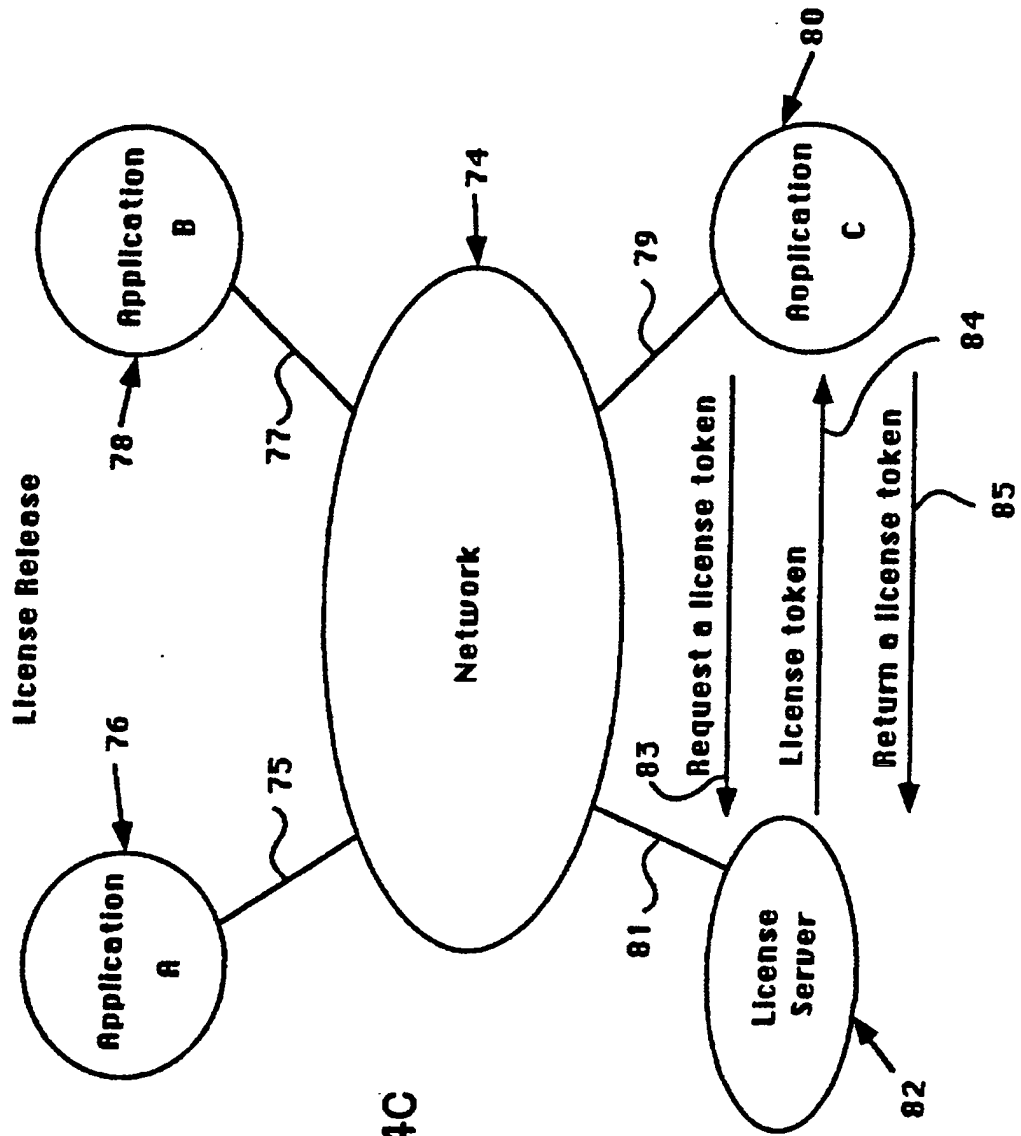 License Release
Application
A
76
75
Application
B
78
77
Network
74
81
License
Server
82
79
Aoplication
C
80
83
Request a license token
License token
84
Return a license token
85
4C